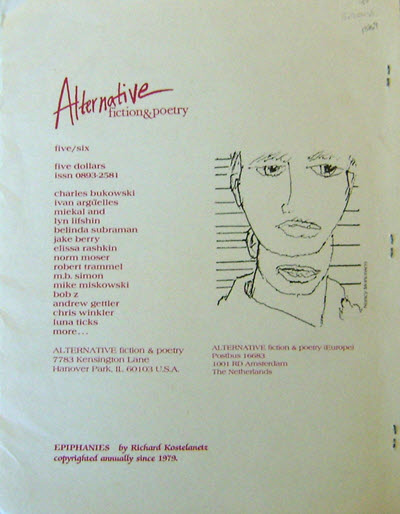 Alternative
fiction&poetry
five/six
five dollars
issn 0893-2581
charles bukowski
ivan argüelles
miekal and
lyn lifshin
belinda subraman
jake berry
elissa rashkin
norm moser
robert trammel
m.b. simon
mike miskowski
bob z
andrew gettler
chris winkler
luna ticks
more...
ALTERNATIVE fiction & poetry
7783 Kensington Lane
Hanover Park, IL 60103 U.S.A.
ALTERNATIVE fiction & poetry (Europe)
Postbus 16683
1001 RD Amsterdam
The Netherlands
EPIPHANIES by Richard Kostelanetz
copyrighted annually since 1979.